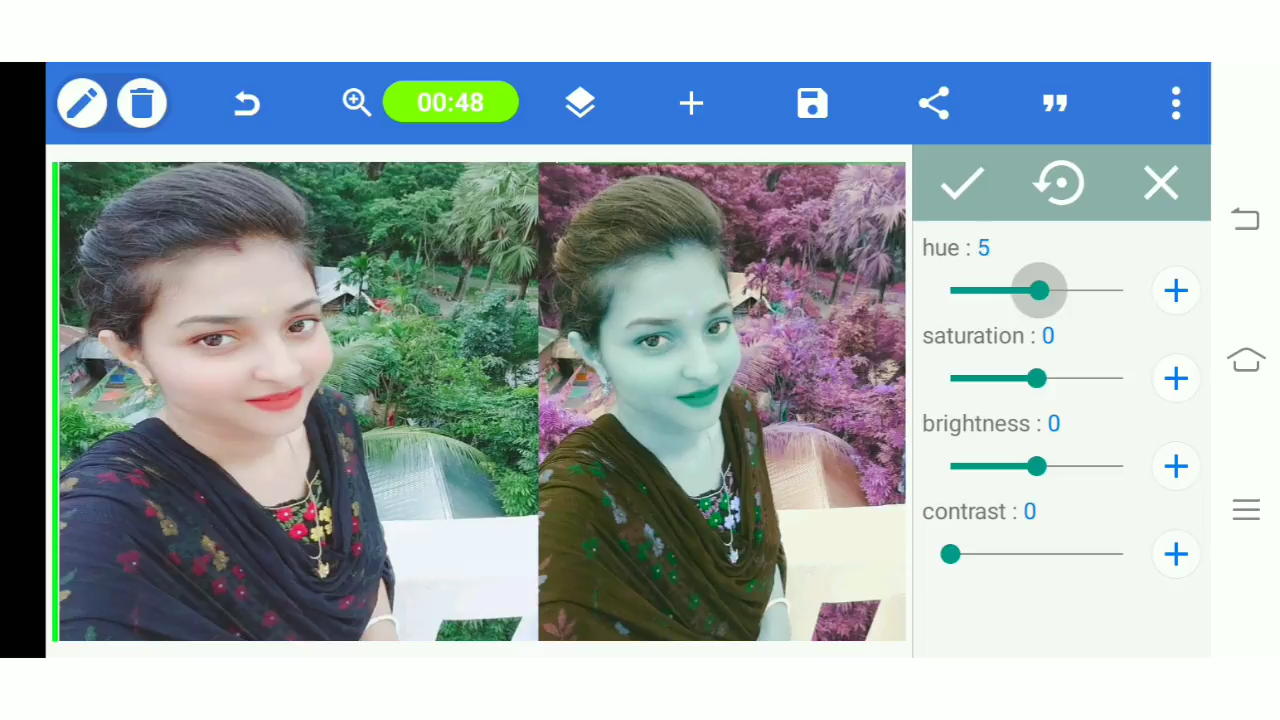 00:48
hue : 5
saturation : 0
brightness : 0
contrast : 0